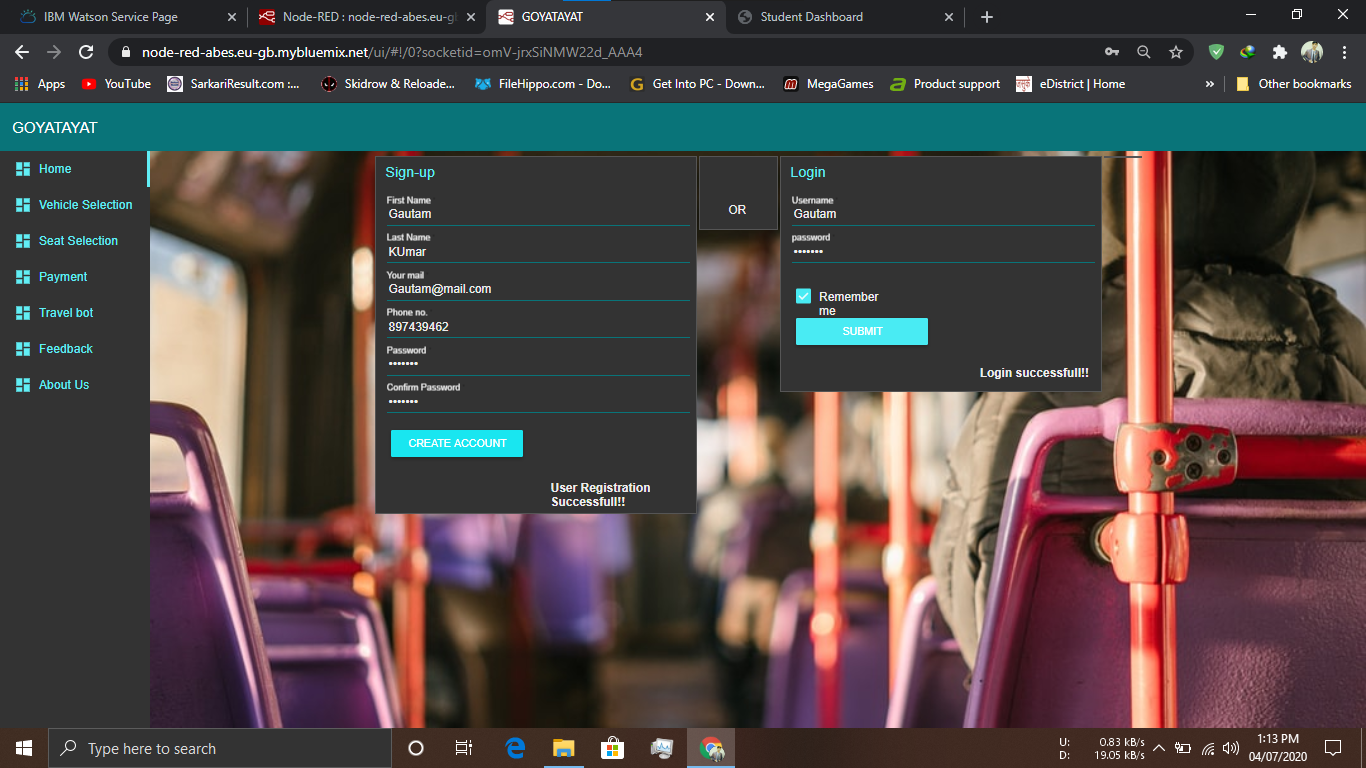 IBM Watson Service Page
Node-RED : node-red-abes.eu-gb
GOYATAYAT
Student Dashboard
node-red-abes.eu-gb.mybluemix.net/ui/#!/0?socketid=omV-jrxSiNMW22d_AAA4
Apps
YouTube
SarkariResult.com :...
Skidrow & Reloade...
FileHippo.com - Do...
Get Into PC - Down...
MegaGames
Product support
eDistrict | Home
»
Other bookmarks
GOYATAYAT
Home
Vehicle Selection
Seat Selection
Payment
Travel bot
Feedback
About Us
Sign-up
First Name
Gautam
Last Name
KUmar
Your mail
Gautam@mail.com
Phone no.
897439462
Password
•••••••
Confirm Password
•••••••
CREATE ACCOUNT
User Registration
Successfull!!
OR
Login
Username
Gautam
password
•••••••
Remember
me
SUBMIT
Login successfull!!
Type here to search
U: 0.83 kB/s
D: 19.05 kB/s
1:13 PM
04/07/2020